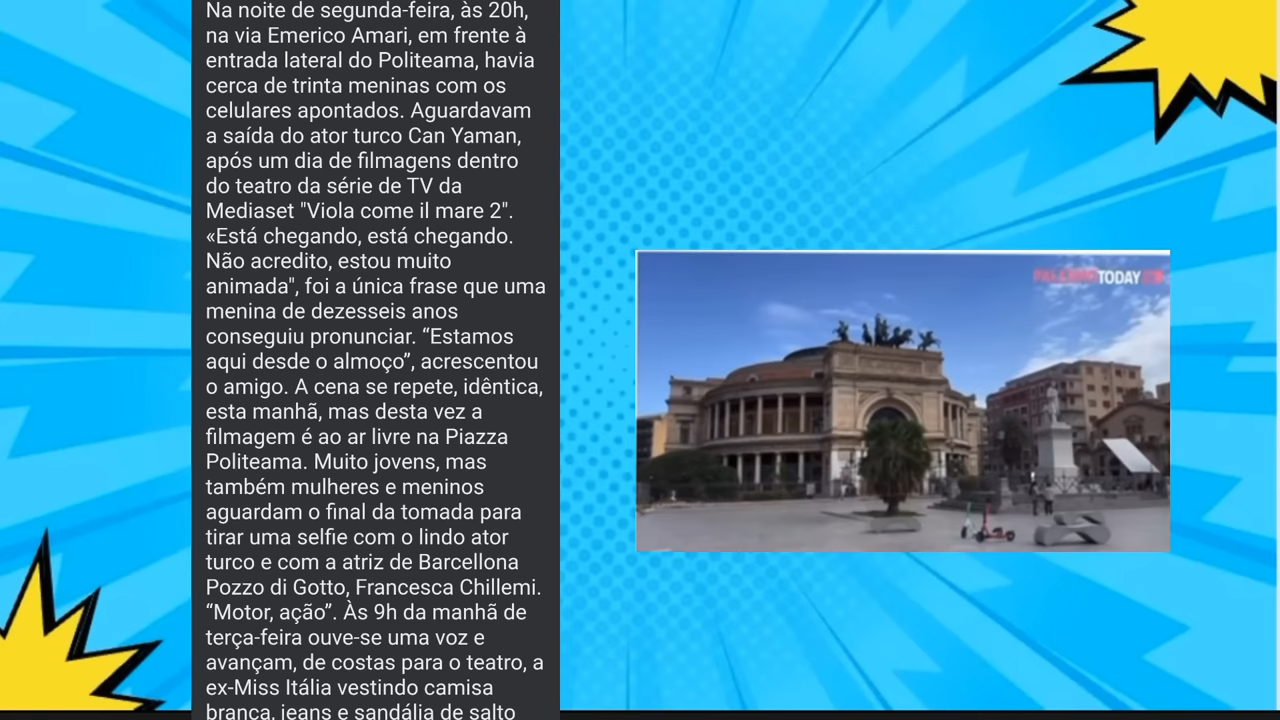 Na noite de segunda-feira, às 20h,
na via Emerico Amari, em frente à
entrada lateral do Politeama, havia
cerca de trinta meninas com os
celulares apontados. Aguardavam
a saída do ator turco Can Yaman,
após um dia de filmagens dentro
do teatro da série de TV da
Mediaset "Viola come il mare 2".
«Está chegando, está chegando.
Não acredito, estou muito
animada", foi a única frase que uma
menina de dezesseis anos
conseguiu pronunciar. “Estamos
aqui desde o almoço”, acrescentou
o amigo. A cena se repete, idêntica,
esta manhã, mas desta vez a
filmagem é ao ar livre na Piazza
Politeama. Muito jovens, mas
também mulheres e meninos
aguardam o final da tomada para
tirar uma selfie com o lindo ator
turco e com a atriz de Barcellona
Pozzo di Gotto, Francesca Chillemi.
“Motor, ação”. Às 9h da manhã de
terça-feira ouve-se uma voz e
avançam, de costas para o teatro, a
ex-Miss Itália vestindo camisa
branca, jeans e sandália de salto
PALERMOTODAY